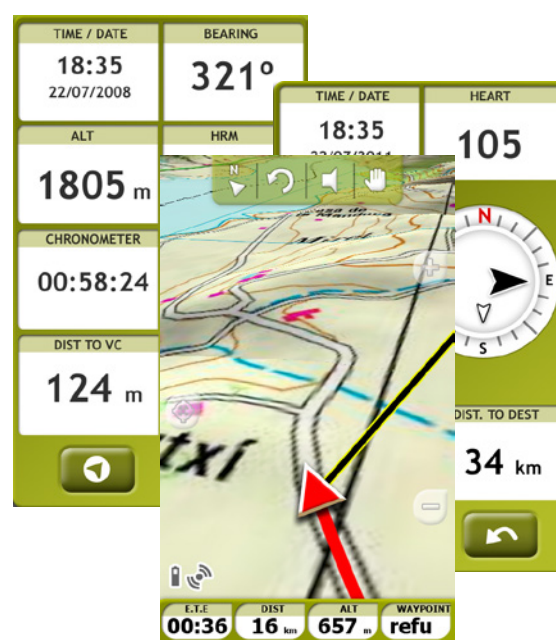 TIME / DATE
18:35
22/07/2008
BEARING
321º
ALT
1805 m
HRM
CHRONOMETER
00:58:24
DIST TO VC
124 m
TIME / DATE
18:35
HEART
105
N
E
S
DIST. TO DEST
34 km
N
txí
E.T.E
00:36
DIST
16 km
ALT
657 m
WAYPOINT
refu